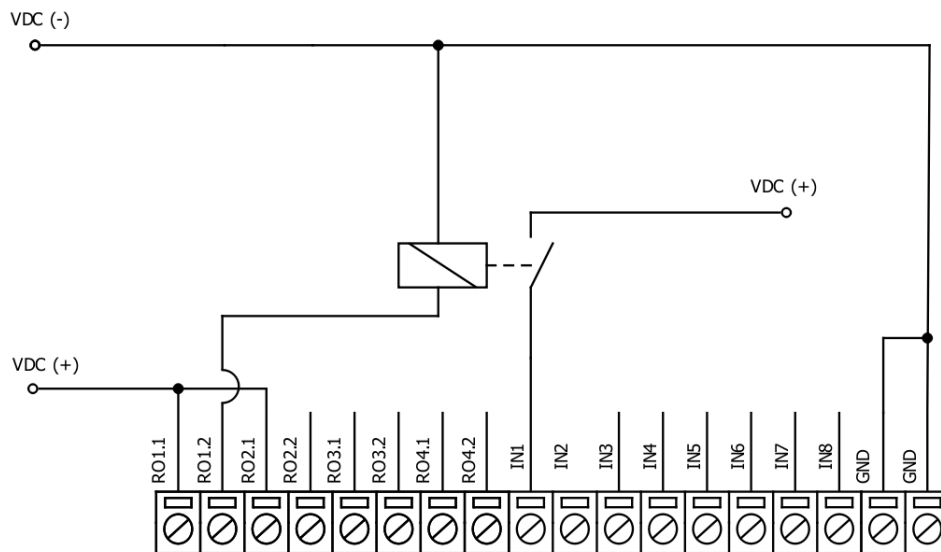 VDC (-)
VDC (+)
VDC (+)
RO1.1
RO1.2
RO2.1
RO2.2
RO3.1
RO3.2
RO4.1
RO4.2
IN1
IN2
IN3
IN4
IN5
IN6
IN7
IN8
GND
GND